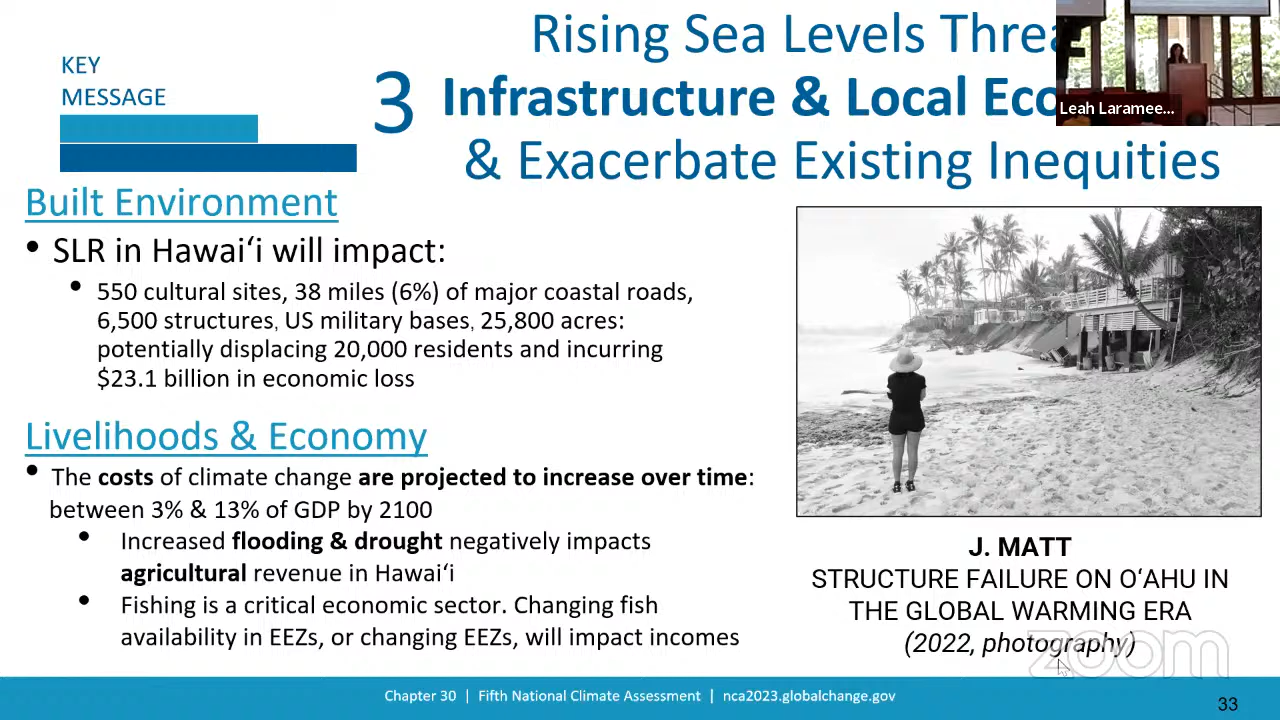 KEY
MESSAGE
3
Rising Sea Levels Threa
Infrastructure & Local Eco
& Exacerbate Existing Inequities
Leah Laramee...
Built Environment
• SLR in Hawaiʻi will impact:
• 550 cultural sites, 38 miles (6%) of major coastal roads,
6,500 structures, US military bases, 25,800 acres:
potentially displacing 20,000 residents and incurring
$23.1 billion in economic loss
Livelihoods & Economy
• The costs of climate change are projected to increase over time:
between 3% & 13% of GDP by 2100
• Increased flooding & drought negatively impacts
agricultural revenue in Hawaiʻi
• Fishing is a critical economic sector. Changing fish
availability in EEZs, or changing EEZs, will impact incomes
J. MATT
STRUCTURE FAILURE ON OʻAHU IN
THE GLOBAL WARMING ERA
(2022, photography)
zoom
Chapter 30 | Fifth National Climate Assessment | nca2023.globalchange.gov
33